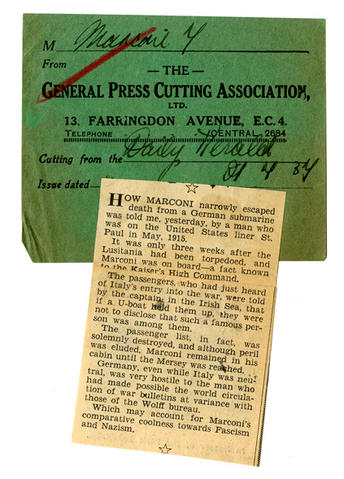 M Marconi Y
From
— THE —
GENERAL PRESS CUTTING ASSOCIATION,
LTD.
13, FARRINGDON AVENUE, E.C.4.
TELEPHONE CENTRAL 2684
Cutting from the Daily Herald
Issue dated
HOW MARCONI narrowly escaped
death from a German submarine
was told me, yesterday, by a man who
was on the United States liner St.
Paul in May, 1915.
It was only three weeks after the
Lusitania had been torpedoed, and
Marconi was on board—a fact known
to the Kaiser's High Command.
The passengers, who had just heard
of Italy's entry into the war, were told
by the captain, in the Irish Sea, that
if a U-boat held them up, they were
not to disclose that such a famous per-
son was among them.
The passenger list, in fact, was
solemnly destroyed, and although peril
was eluded, Marconi remained in his
cabin until the Mersey was reached.
Germany, even while Italy was neu-
tral, was very hostile to the man who
had made possible the world circula-
tion of war bulletins at variance with
those of the Wolff bureau.
Which may account for Marconi's
comparative coolness towards Fascism
and Nazism.